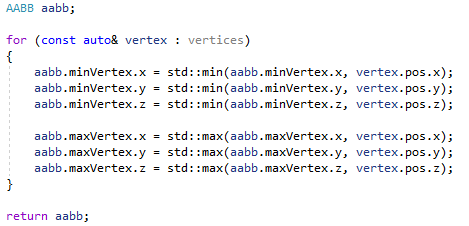 AABB aabb;
for (const auto& vertex : vertices)
{
aabb.minVertex.x = std::min(aabb.minVertex.x, vertex.pos.x);
aabb.minVertex.y = std::min(aabb.minVertex.y, vertex.pos.y);
aabb.minVertex.z = std::min(aabb.minVertex.z, vertex.pos.z);
aabb.maxVertex.x = std::max(aabb.maxVertex.x, vertex.pos.x);
aabb.maxVertex.y = std::max(aabb.maxVertex.y, vertex.pos.y);
aabb.maxVertex.z = std::max(aabb.maxVertex.z, vertex.pos.z);
}
return aabb;